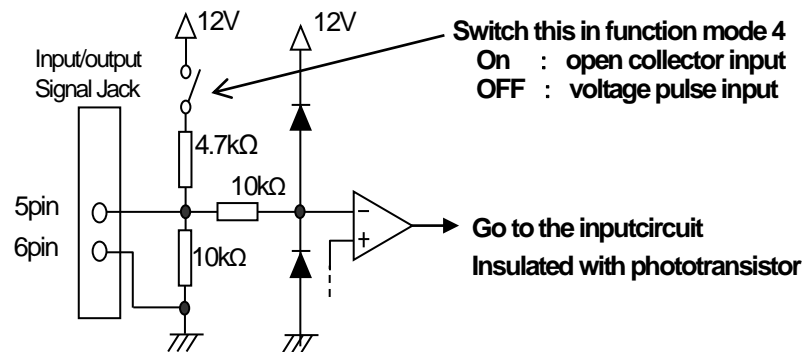 12V
12V
Switch this in function mode 4
On : open collector input
OFF : voltage pulse input
Input/output
Signal Jack
4.7kΩ
10kΩ
5pin
6pin
10kΩ
−
+
Go to the inputcircuit
Insulated with phototransistor